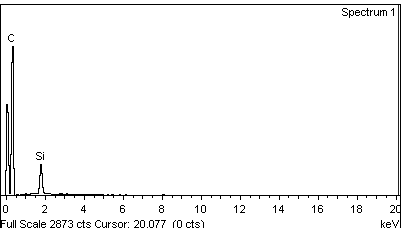 Spectrum 1
C
Si
0 2 4 6 8 10 12 14 16 18 20
Full Scale 2873 cts Cursor: 20.077 (0 cts) keV